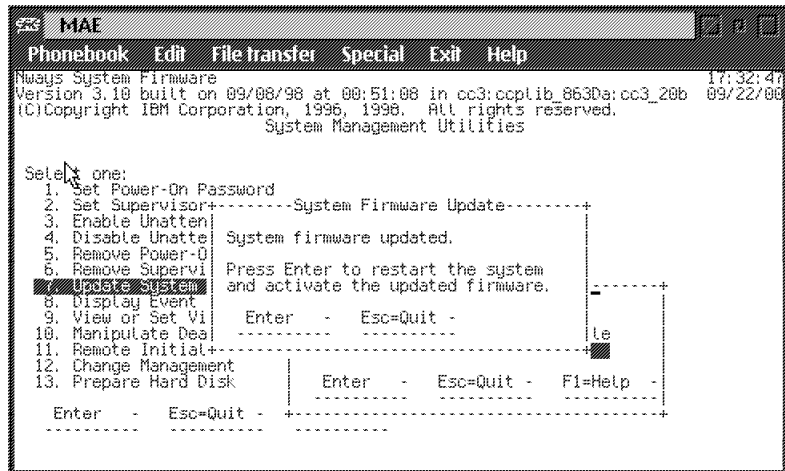 MAE
Phonebook Edit File transfer Special Exit Help
Nways System Firmware 17:32:47
Version 3.10 built on 09/08/98 at 00:51:08 in cc3:ccplib_863Da:cc3_20b 09/22/00
(C)Copyright IBM Corporation, 1996, 1998. All rights reserved.
System Management Utilities
Select one:
1. Set Power-On Password
2. Set Supervisor
System Firmware Update
3. Enable Unatten
4. Disable Unatte
System firmware updated.
5. Remove Power-O
6. Remove Supervi
Press Enter to restart the system
7. Update System
and activate the updated firmware.
8. Display Event
9. View or Set Vi
Enter - Esc=Quit -
10. Manipulate Dea
le
11. Remote Initial
12. Change Management
13. Prepare Hard Disk
Enter - Esc=Quit - F1=Help -
Enter - Esc=Quit -